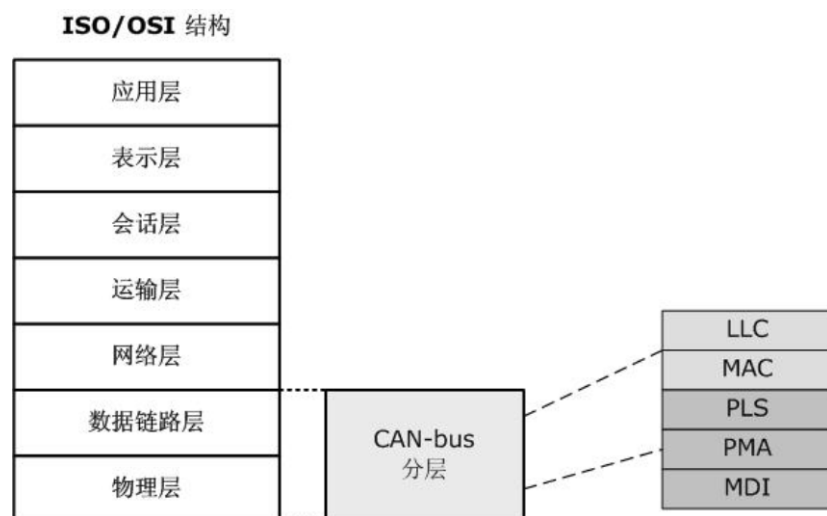 ISO/OSI 结构
应用层
表示层
会话层
运输层
网络层
数据链路层
物理层
CAN-bus
分层
LLC
MAC
PLS
PMA
MDI